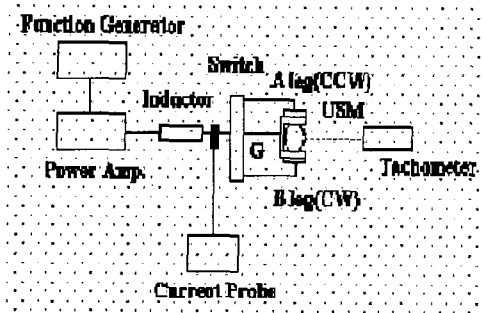 Function Generator
Switch
A leg(CCW)
Inductor
USM
G
Power Amp.
Tachometer
B leg(CW)
Current Probe